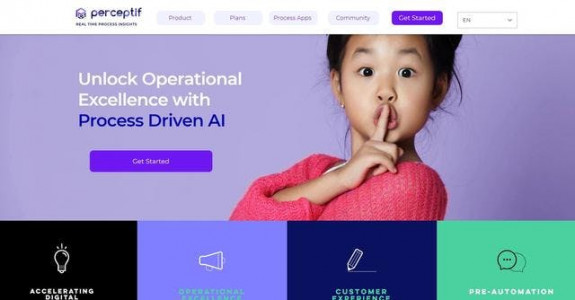 perceptif
REAL TIME PROCESS INSIGHTS
Product
Plans
Process Apps
Community
Get Started
EN
Unlock Operational
Excellence with
Process Driven AI
Get Started
ACCELERATING
DIGITAL
OPERATIONAL
EXCELLENCE
CUSTOMER
EXPERIENCE
PRE-AUTOMATION